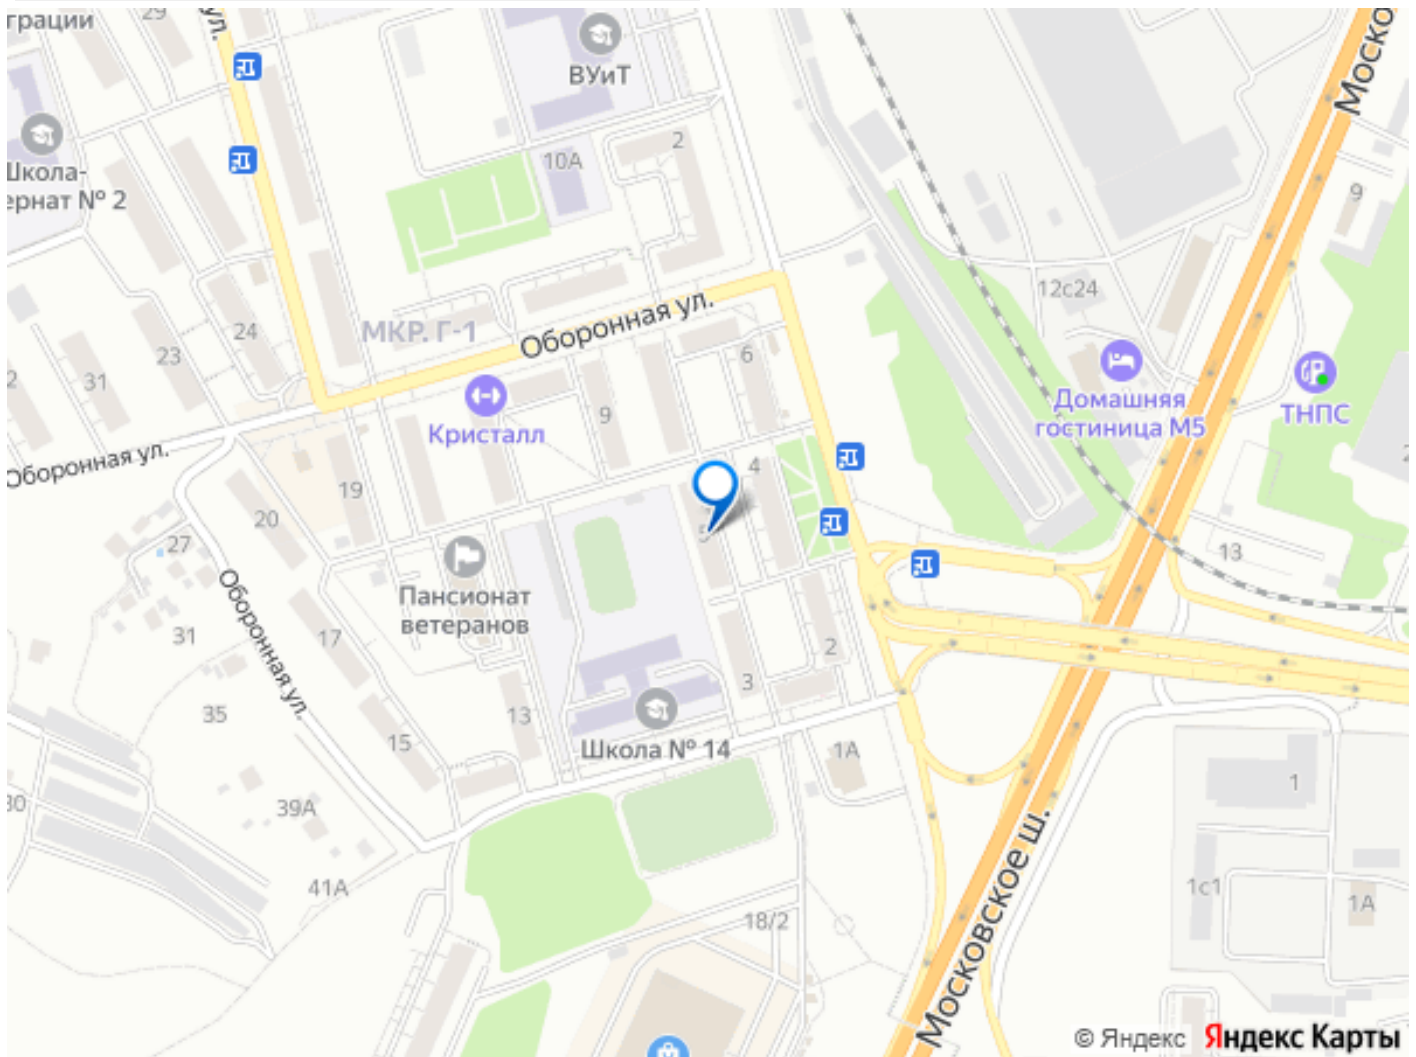 грации
29
ул.
ВУиТ
Моско
Школа-
ернат № 2
10А
2
9
12с24
24
МКР. Г-1
Оборонная ул.
23
31
6
Домашняя
гостиница М5
ТНПС
Кристалл
9
Оборонная ул.
19
4
20
5
27
13
Пансионат
ветеранов
Оборонная ул.
17
31
2
3
35
13
15
Школа № 14
1А
1
39А
30
41А
18/2
1с1
1А
Московское ш.
© Яндекс
Яндекс Карты